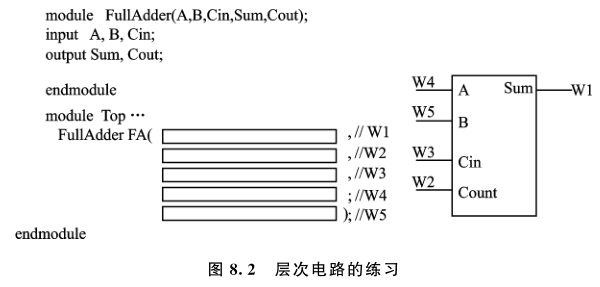 module FullAdder(A,B,Cin,Sum,Cout);
input A, B, Cin;
output Sum, Cout;
endmodule
module Top ⋯
FullAdder FA(
,// W1
,//W2
,//W3
; //W4
); //W5
endmodule
W4
A
Sum
W1
W5
B
W3
Cin
W2
Count
图 8.2 层次电路的练习